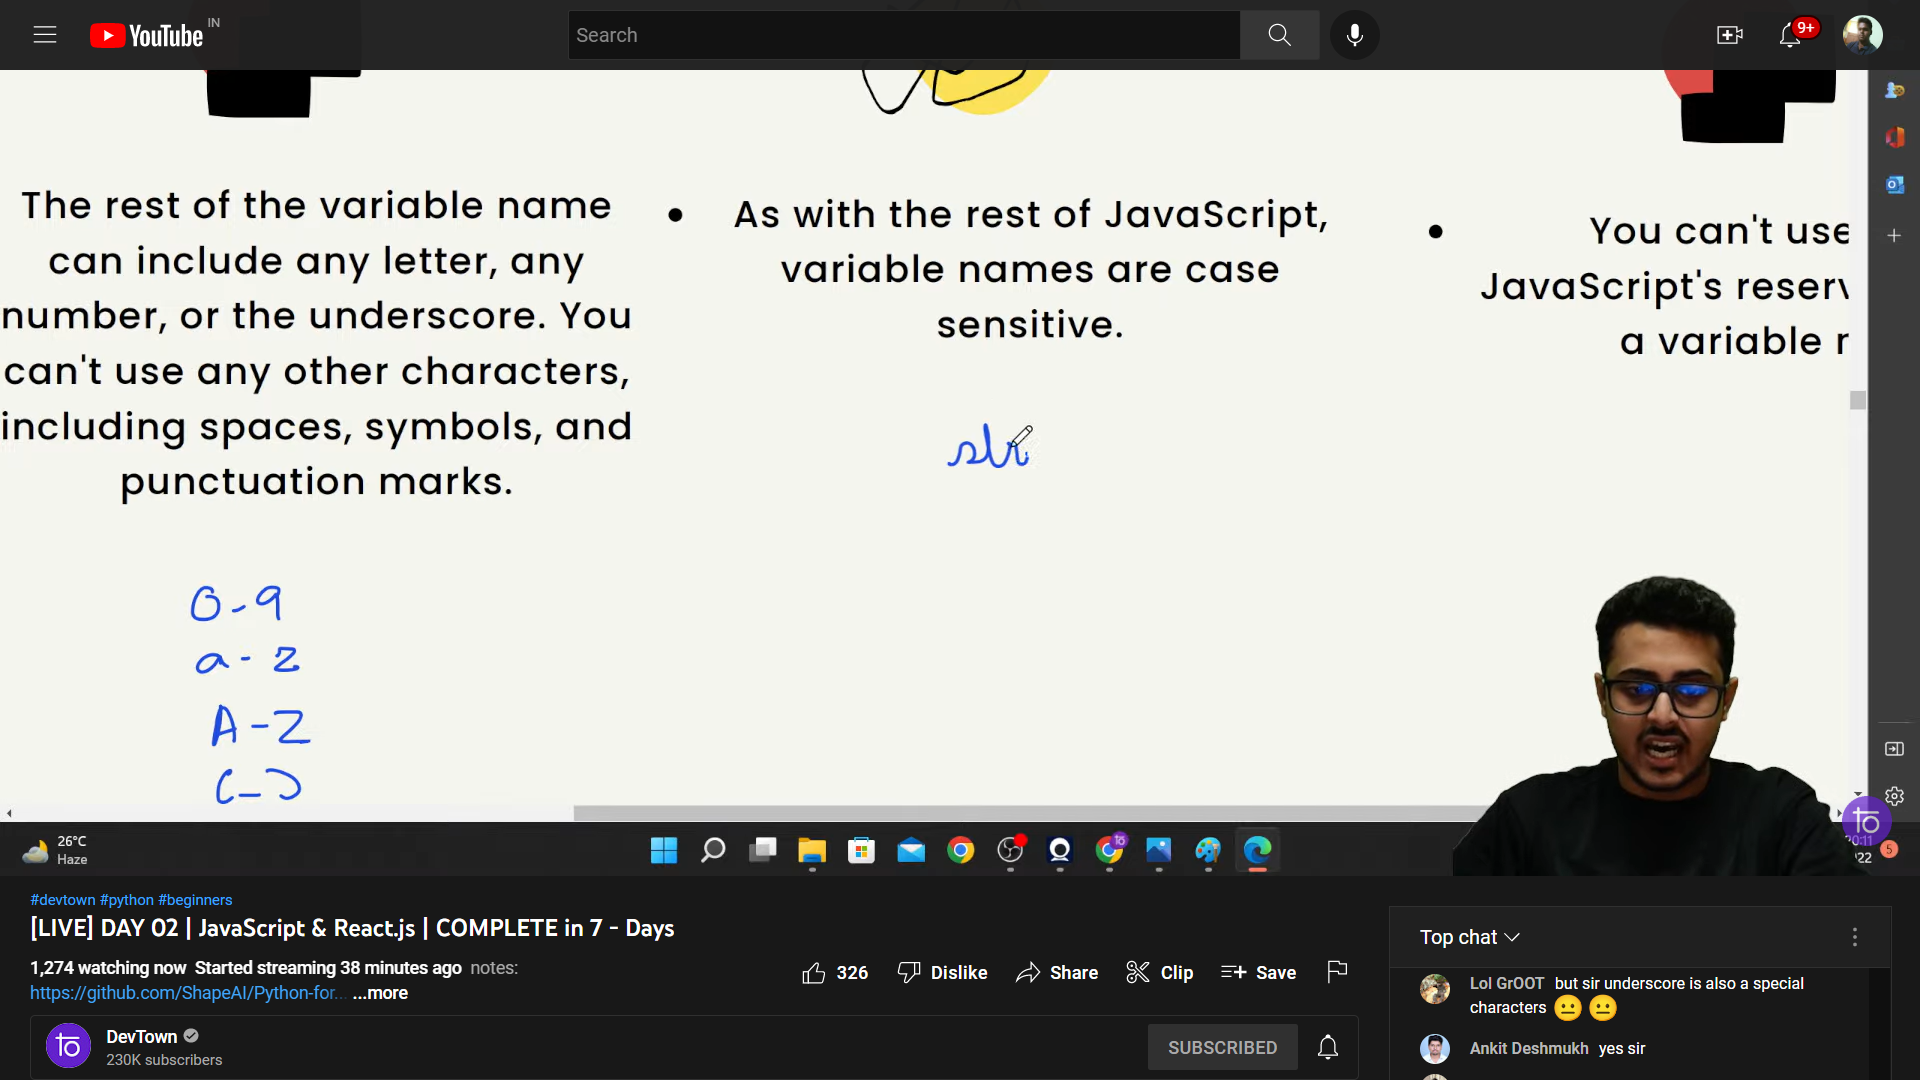 YouTube IN
Search
9+
The rest of the variable name
can include any letter, any
number, or the underscore. You
can't use any other characters,
including spaces, symbols, and
punctuation marks.
0-9
a-z
A-Z
(_)
• As with the rest of JavaScript,
variable names are case
sensitive.
• You can't use
JavaScript's reserv
a variable
26°C
Haze
20:11
22
5
#devtown #python #beginners
[LIVE] DAY 02 | JavaScript & React.js | COMPLETE in 7 - Days
1,274 watching now Started streaming 38 minutes ago notes:
https://github.com/ShapeAI/Python-for... ...more
326 Dislike Share Clip Save
DevTown
230K subscribers
SUBSCRIBED
Top chat
Lol GrOOT but sir underscore is also a special
characters
Ankit Deshmukh yes sir